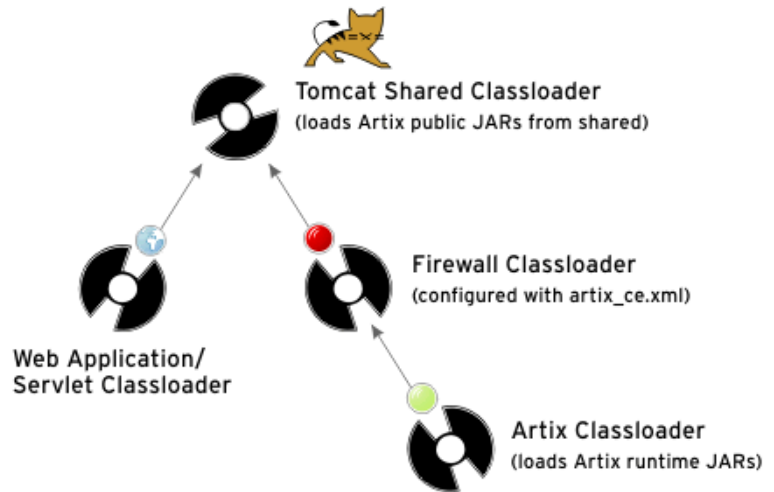 Tomcat Shared Classloader
(loads Artix public JARs from shared)
Firewall Classloader
(configured with artix_ce.xml)
Web Application/
Servlet Classloader
Artix Classloader
(loads Artix runtime JARs)